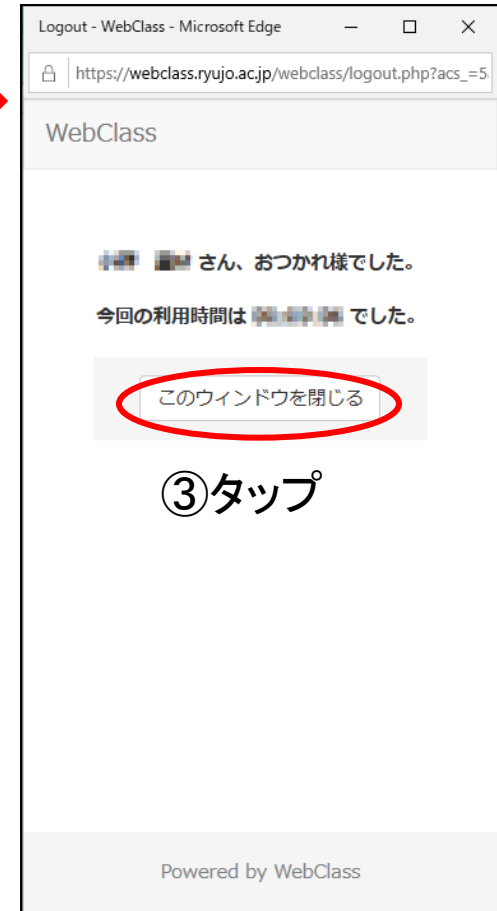 Logout - WebClass - Microsoft Edge
https://webclass.ryujo.ac.jp/webclass/logout.php?acs_=5
WebClass
さん、おつかれ様でした。
今回の利用時間は でした。
このウィンドウを閉じる
③タップ
Powered by WebClass